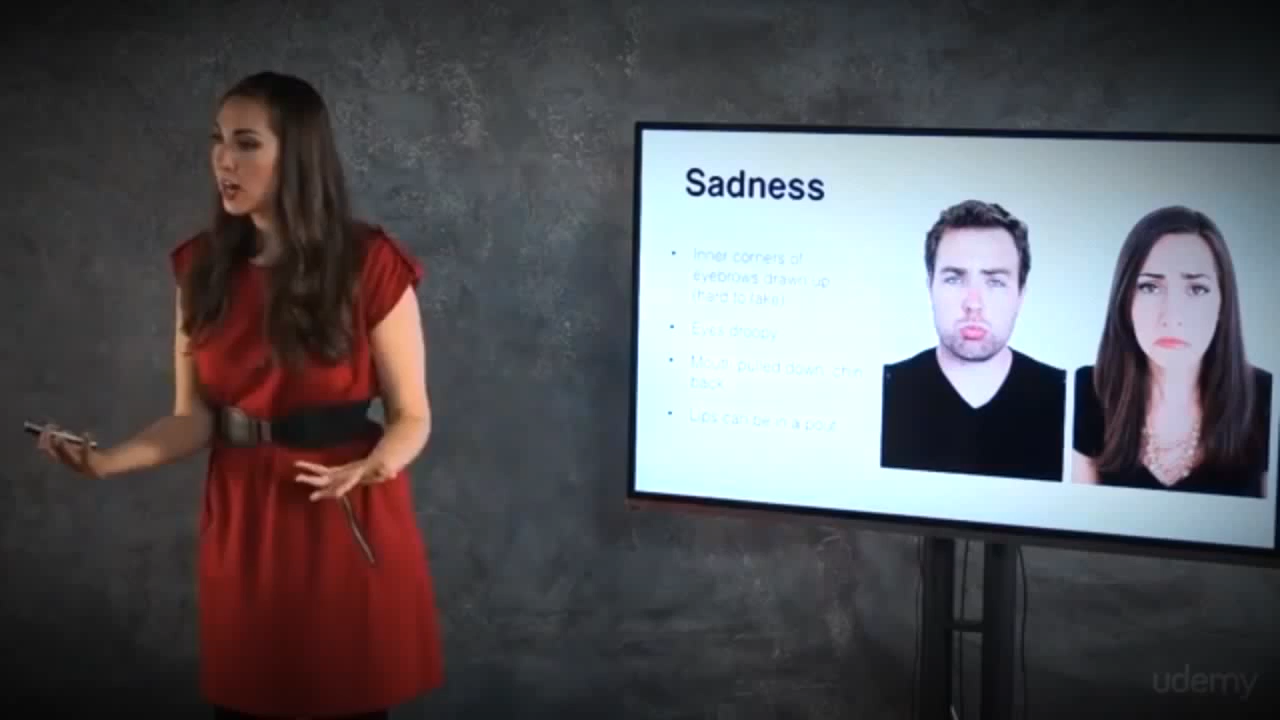 Sadness
Inner corners of
eyebrows drawn up
(hard to fake)
Eyes droopy
pulled down, chin
back
Lips can be in a pout
udemy